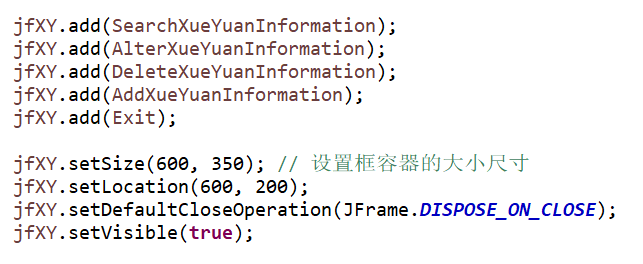 jfXY.add(SearchXueYuanInformation);
jfXY.add(AlterXueYuanInformation);
jfXY.add(DeleteXueYuanInformation);
jfXY.add(AddXueYuanInformation);
jfXY.add(Exit);
jfXY.setSize(600, 350); // 设置框容器的大小尺寸
jfXY.setLocation(600, 200);
jfXY.setDefaultCloseOperation(JFrame.DISPOSE_ON_CLOSE);
jfXY.setVisible(true);